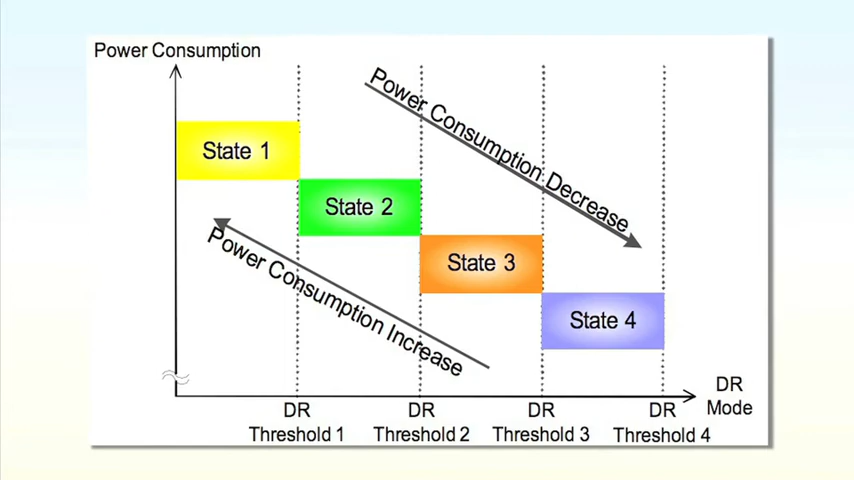 Power Consumption
State 1
State 2
State 3
State 4
Power Consumption Decrease
Power Consumption Increase
DR
Threshold 1
DR
Threshold 2
DR
Threshold 3
DR
Threshold 4
DR
Mode